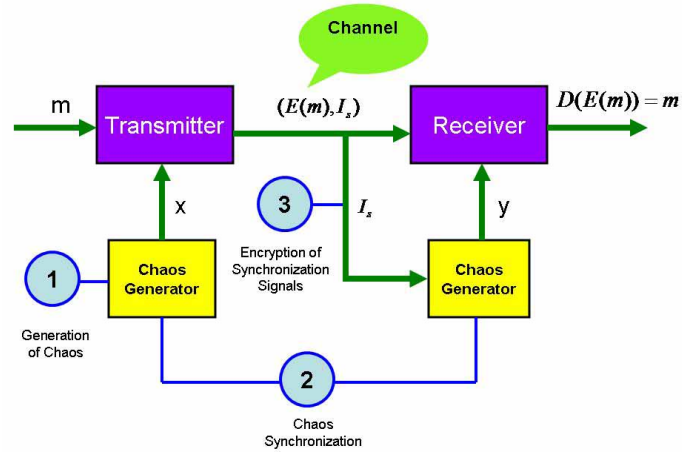 Channel
m
Transmitter
(E(m), I_s)
Receiver
D(E(m)) = m
x
3
I_s
y
Encryption of
Synchronization
Signals
1
Chaos
Generator
Chaos
Generator
Generation
of Chaos
2
Chaos
Synchronization